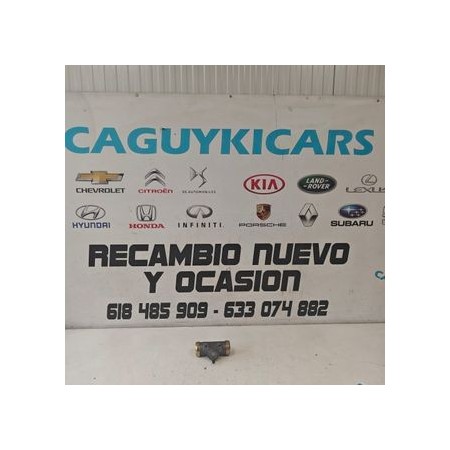 CAGUYKICARS
CHEVROLET CITROËN DS AUTOMOBILES KIA LAND ROVER LEXUS
HYUNDAI HONDA INFINITI PORSCHE SUBARU
RECAMBIO NUEVO
Y OCASION
618 485 909 - 633 074 882